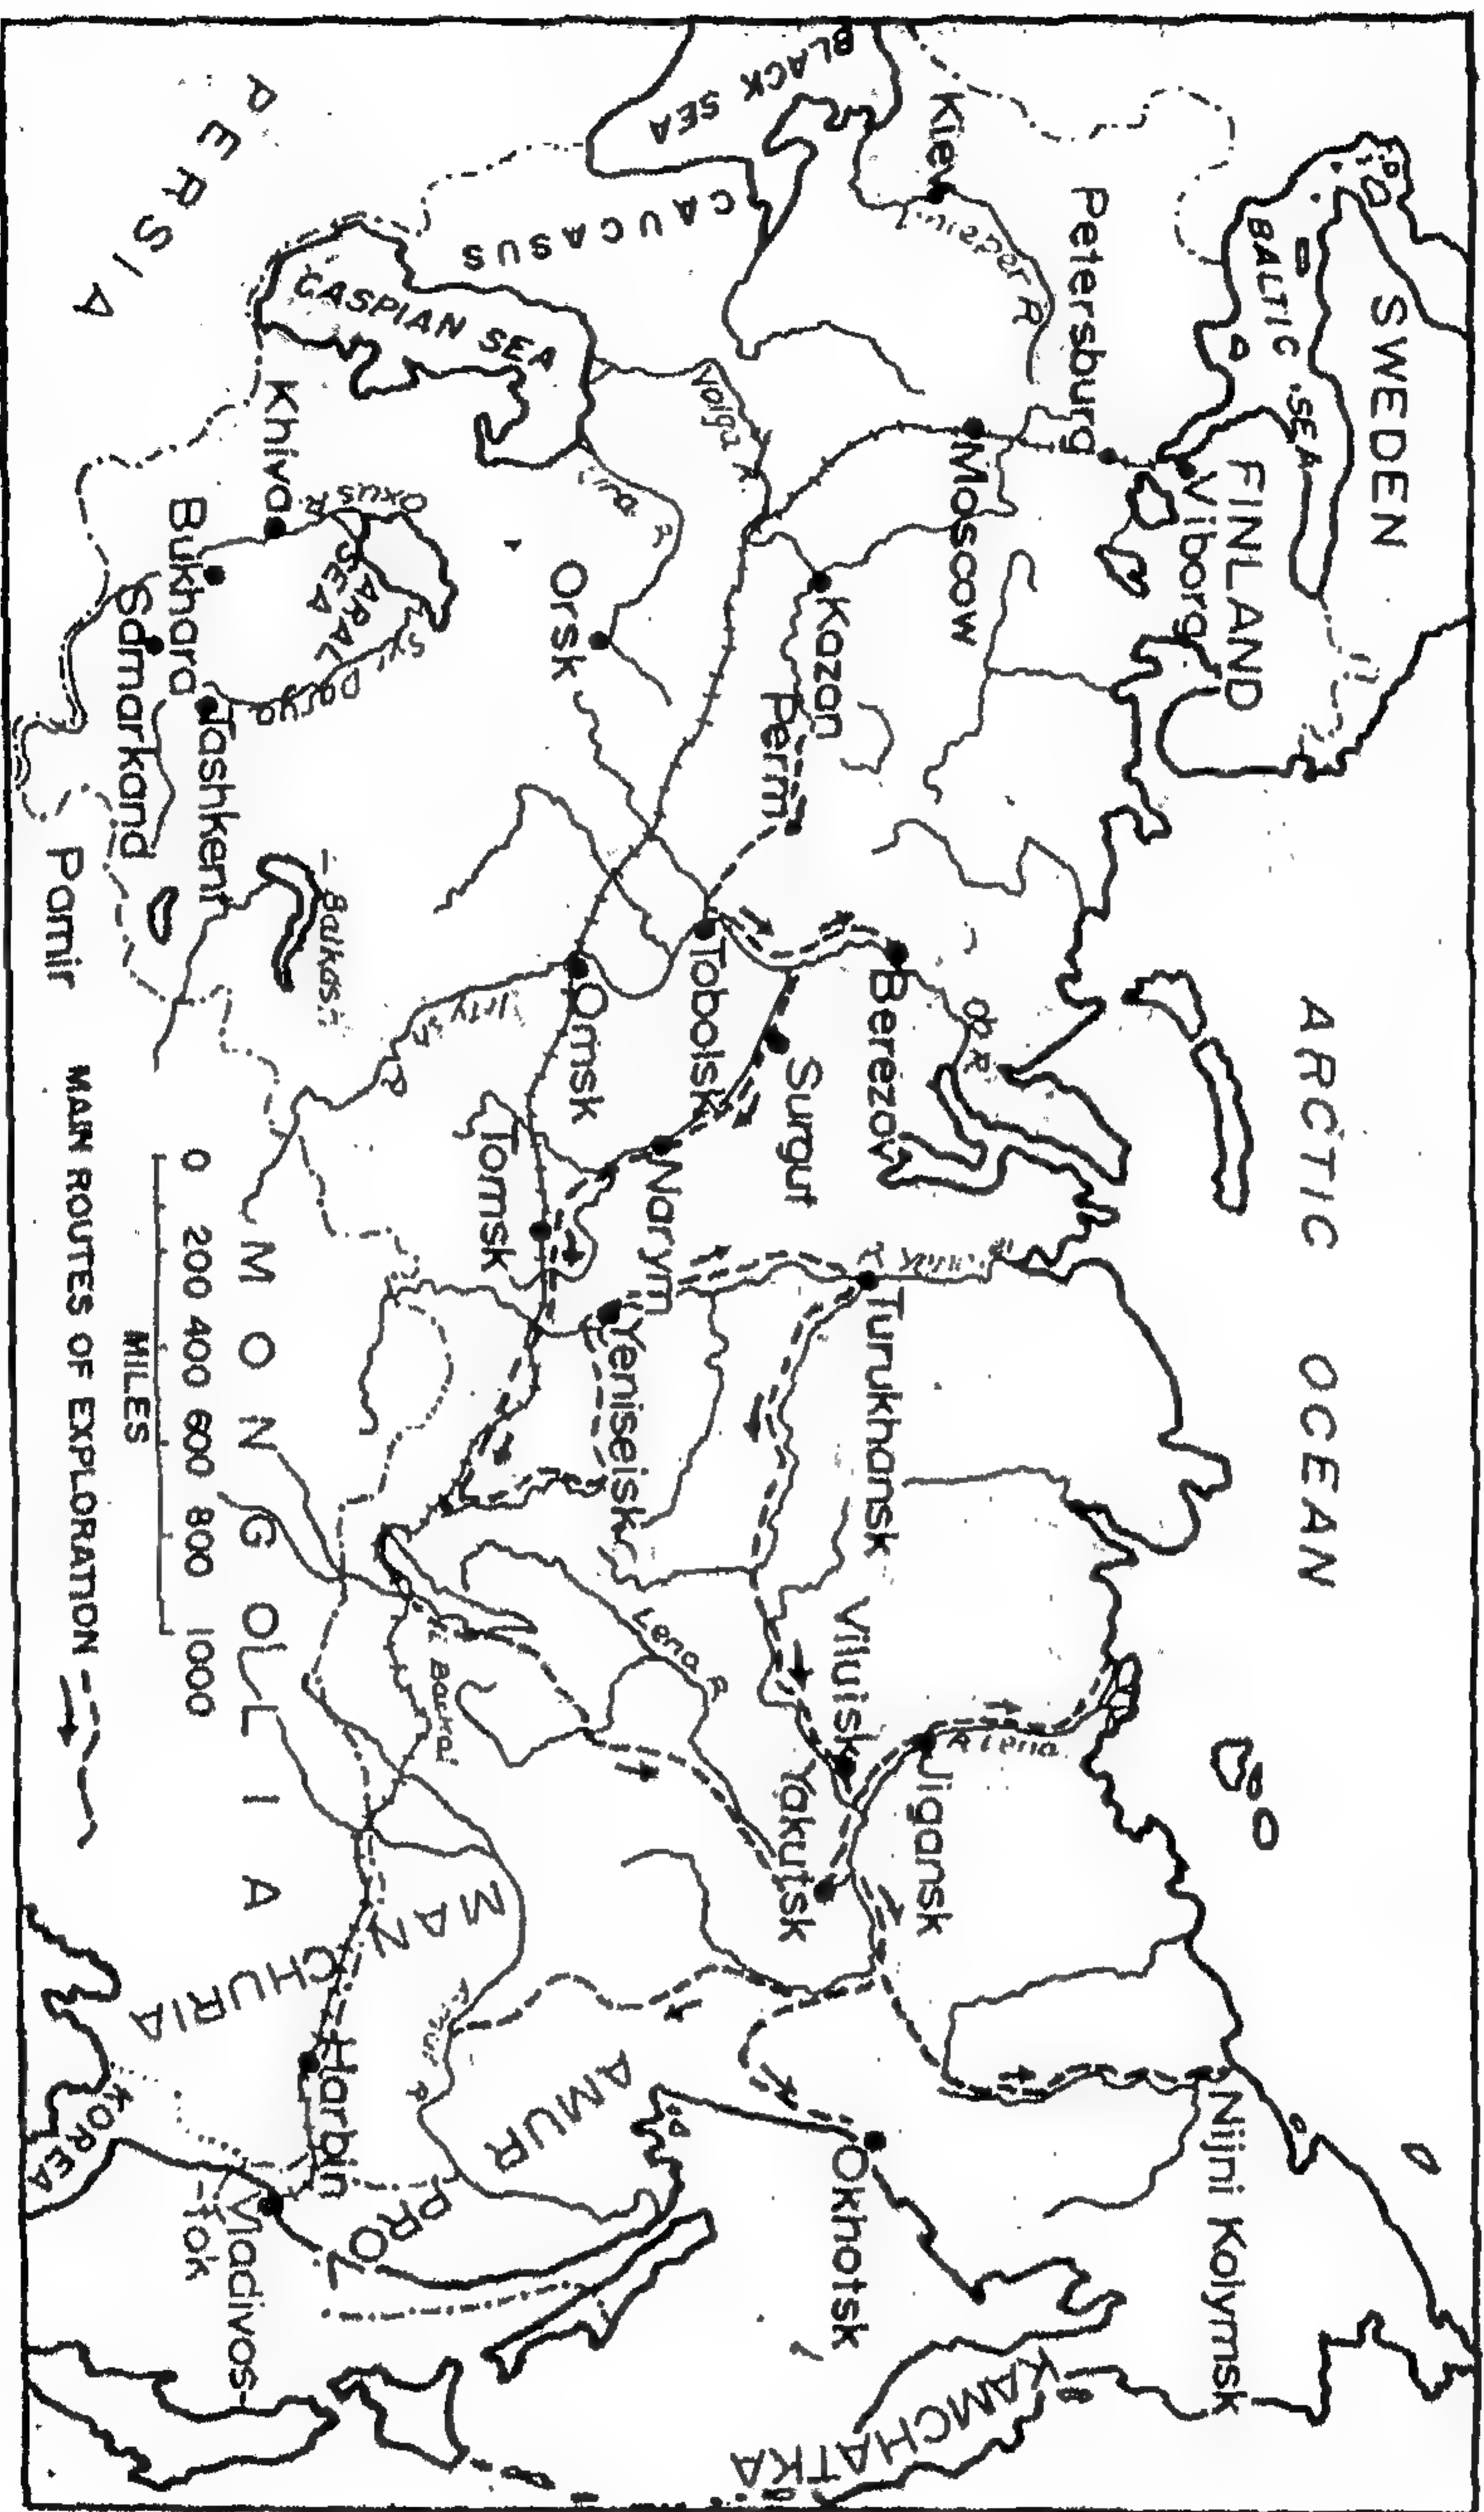 ARCTIC OCEAN
SWEDEN
FINLAND
BALTIC SEA
Viborg
Petersburg
Nijni Kolymsk
Kiev
Dnieper R.
Moscow
Kazan
Perm
Berezov
Ob R.
Turukhansk
Jigansk
R Lena
Viluisk
Yakutsk
Okhotsk
KAMCHATKA
BLACK SEA
CAUCASUS
Volga R.
Ural R.
Orsk
Tobolsk
Surgut
Narym
Yeniseisk
Lena R.
Omsk
Tomsk
Irtysh R.
L. Baikal
AMUR
PROV.
Amur R.
CASPIAN SEA
ARAL
SEA
Oxus R.
Syr Darya
Khiva
Bukhara
Samarkand
Tashkent
L. Balkash
Pamir
PERSIA
MONGOLIA
MANCHURIA
Harbin
KOREA
Vladivos-
-tok
0 200 400 600 800 1000
MILES
MAIN ROUTES OF EXPLORATION